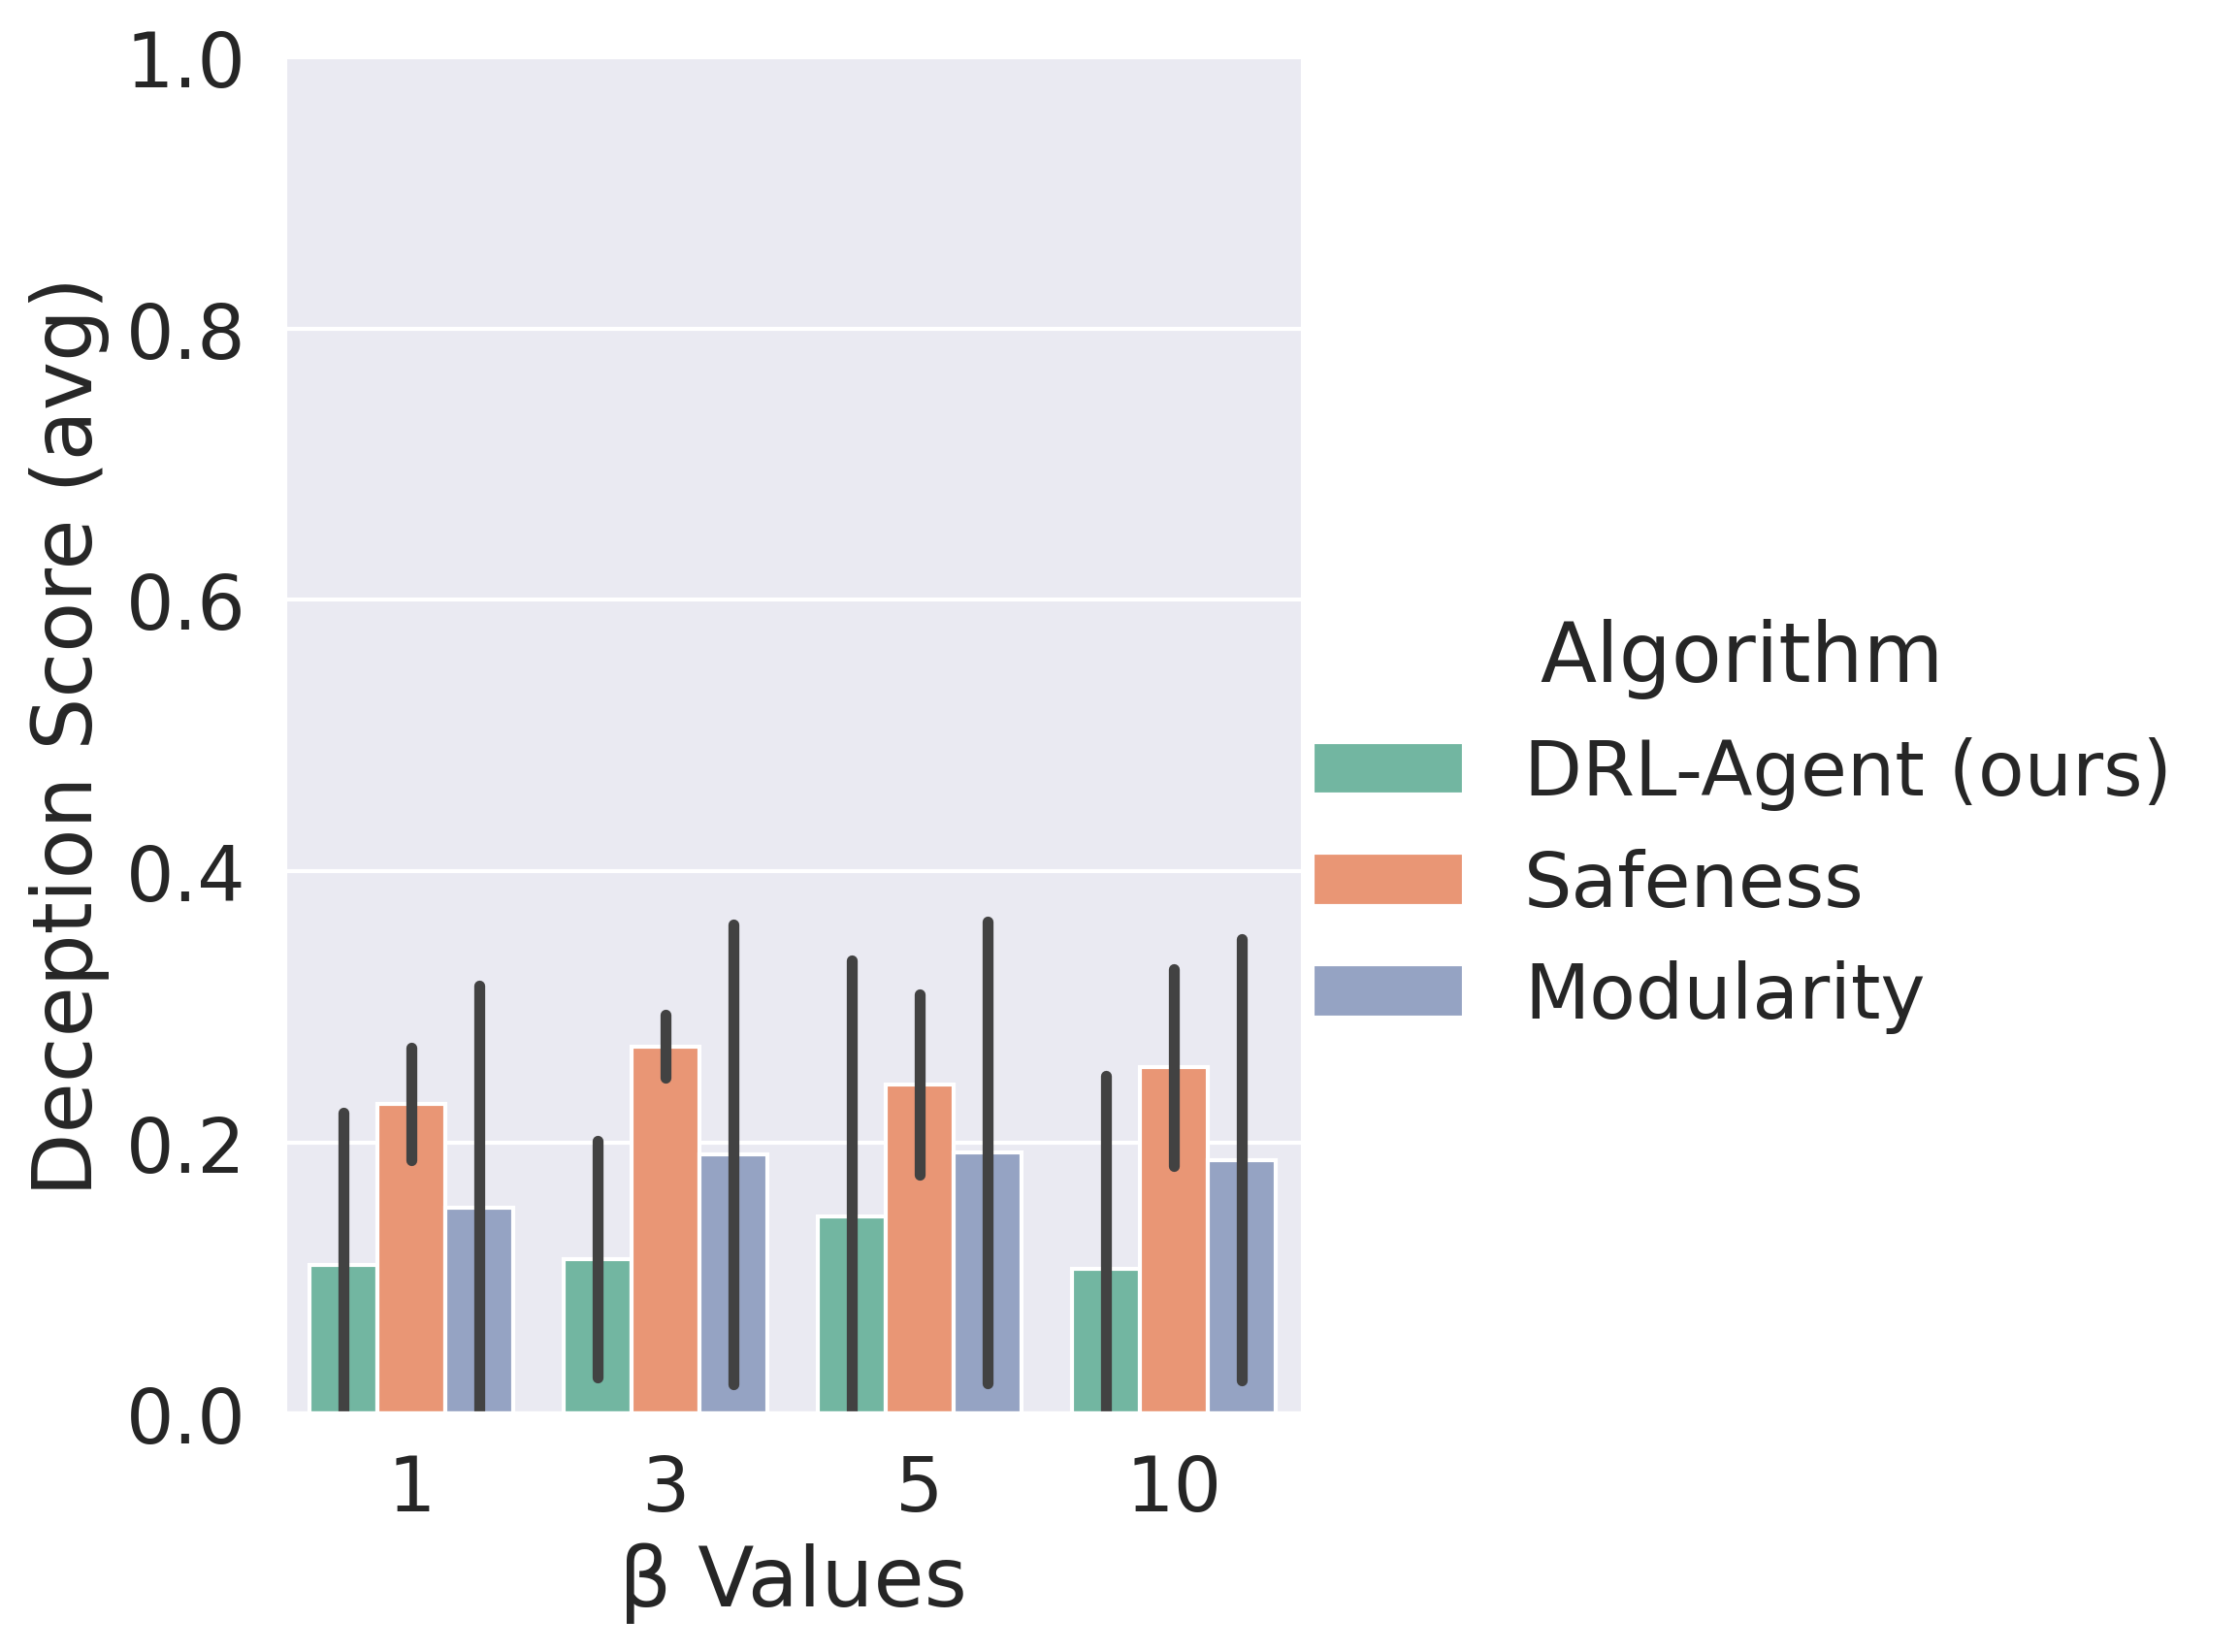 1.0
0.8
0.6
0.4
0.2
0.0
Deception Score (avg)
1 3 5 10
β Values
Algorithm
DRL-Agent (ours)
Safeness
Modularity